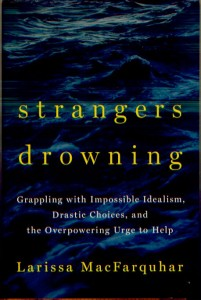 strangers
drowning
Grappling with Impossible Idealism,
Drastic Choices, and
the Overpowering Urge to Help
Larissa MacFarquhar